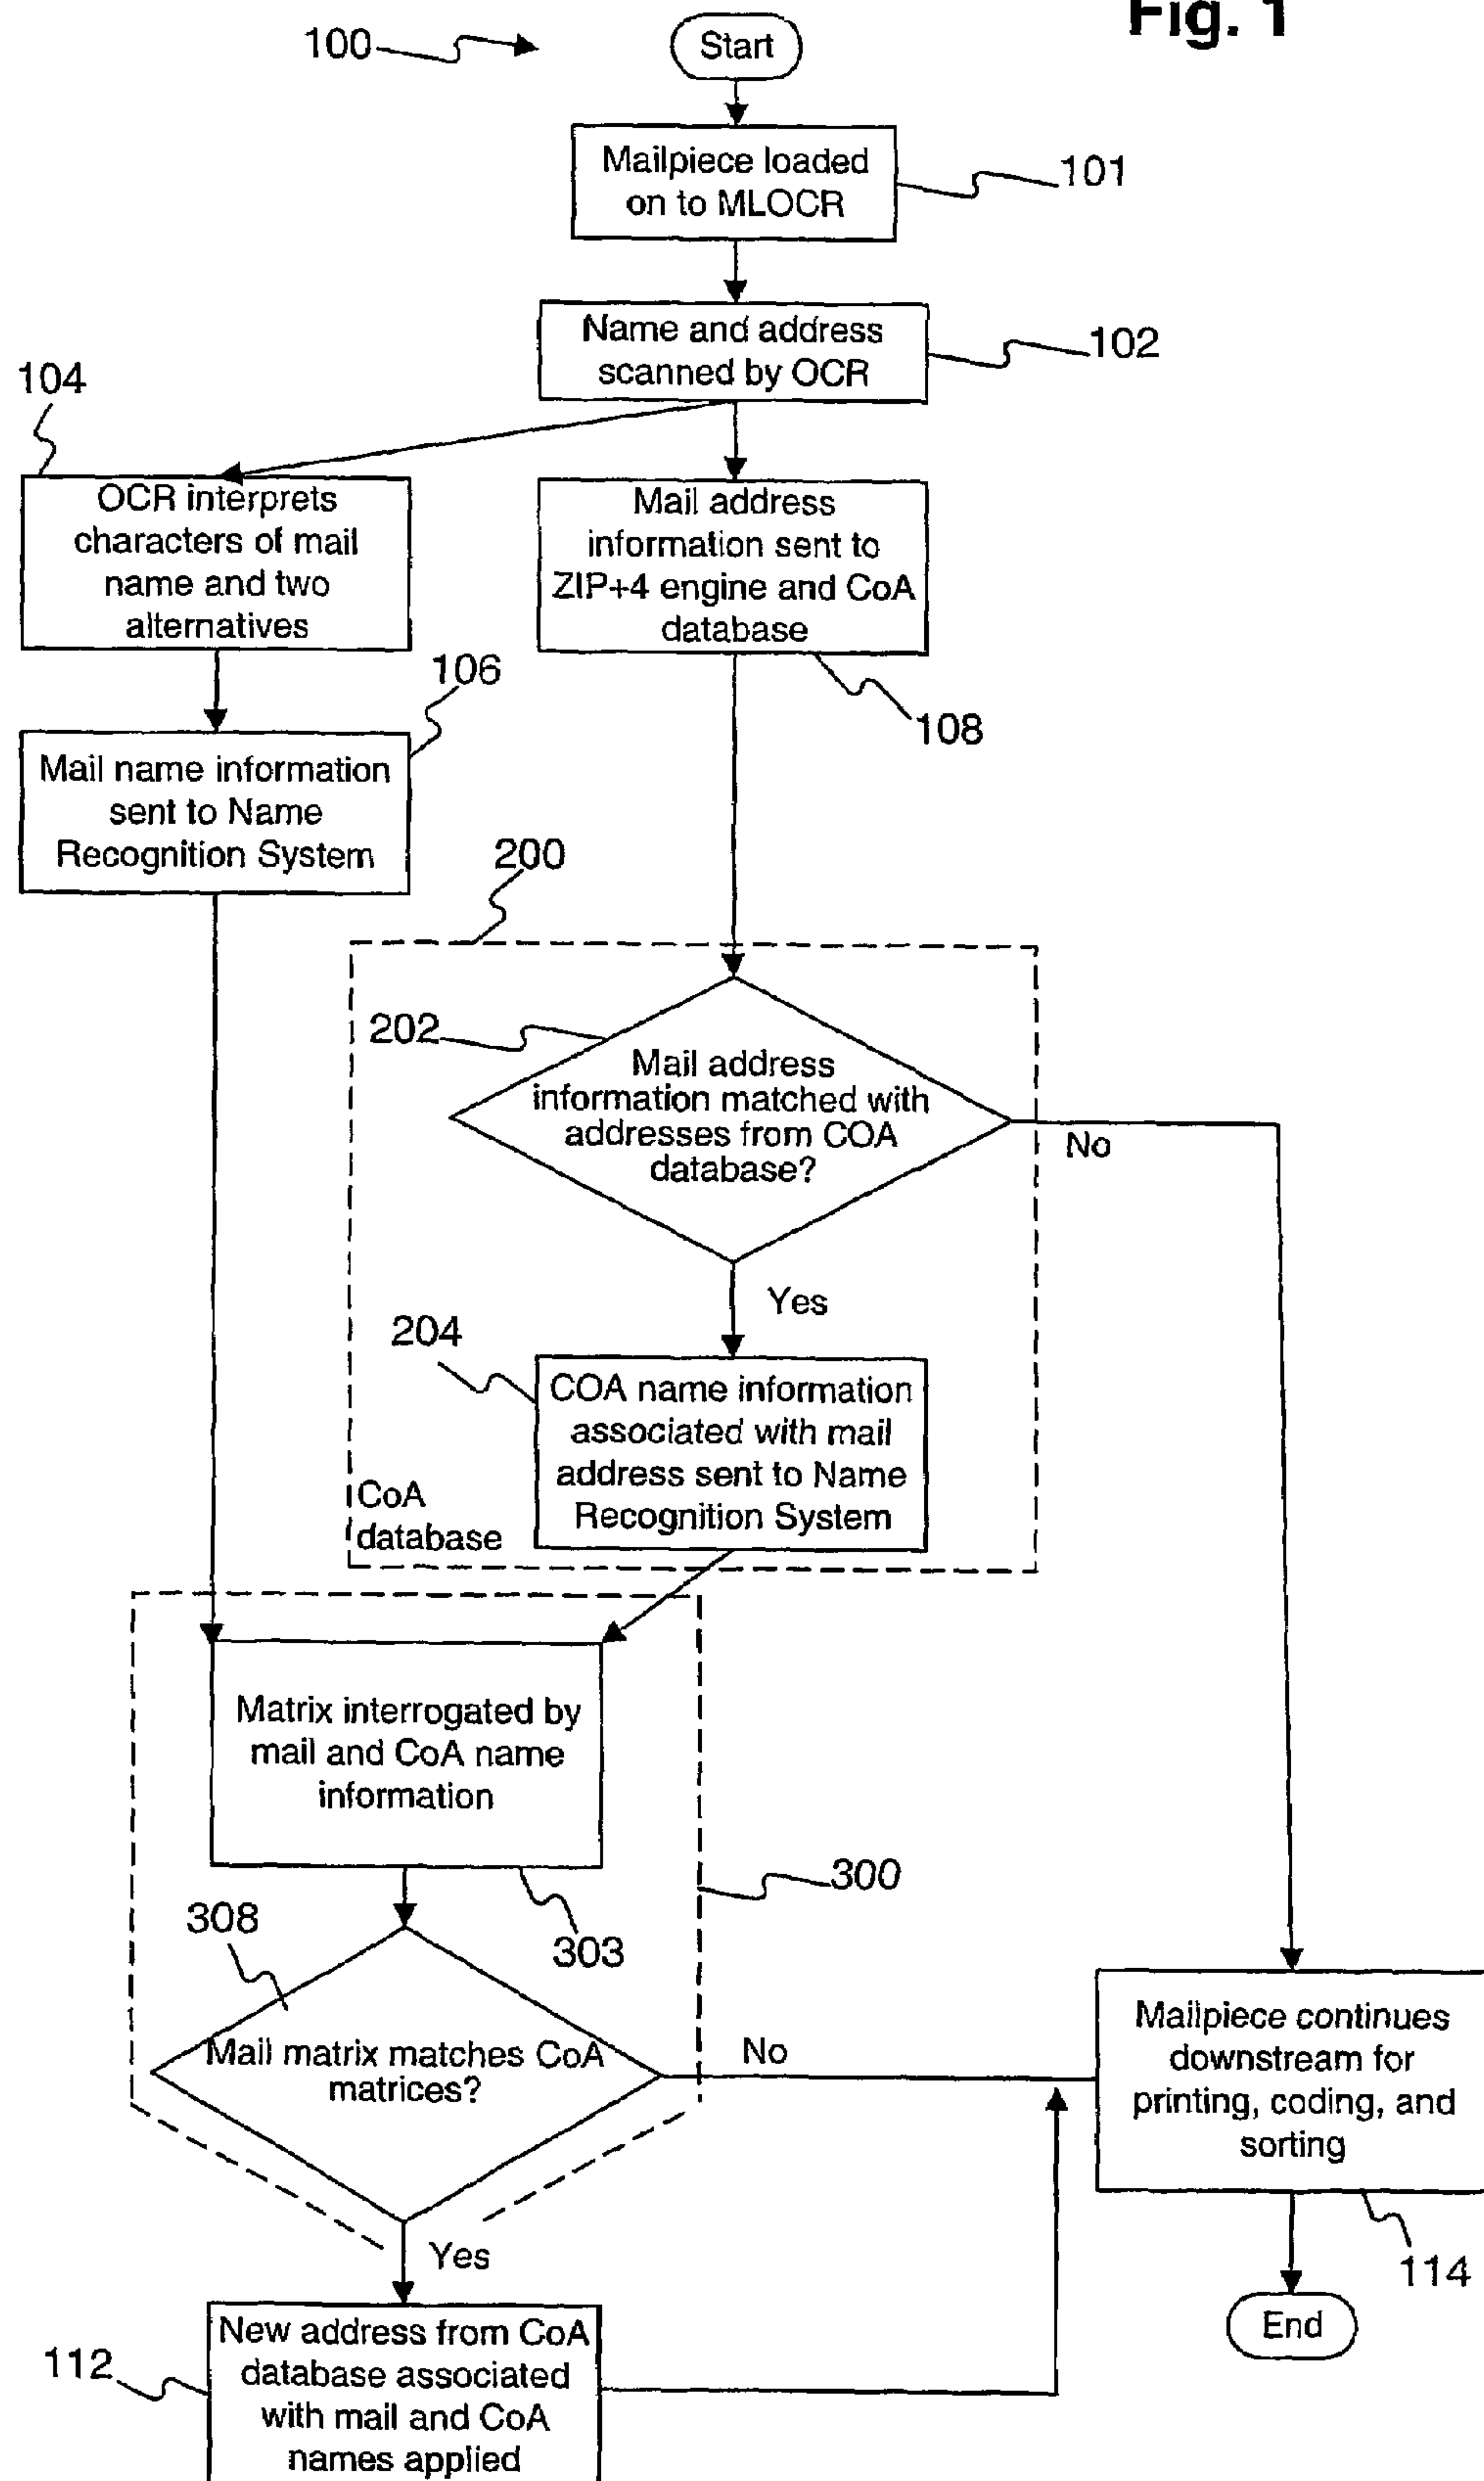 Fig. 1
100
Start
Mailpiece loaded
on to MLOCR
101
Name and address
scanned by OCR
102
104
OCR interprets
characters of mail
name and two
alternatives
Mail address
information sent to
ZIP+4 engine and CoA
database
108
106
Mail name information
sent to Name
Recognition System
200
202
Mail address
information matched with
addresses from COA
database?
No
Yes
204
COA name information
associated with mail
address sent to Name
Recognition System
CoA
database
Matrix interrogated by
mail and CoA name
information
300
303
308
Mail matrix matches CoA
matrices?
No
Mailpiece continues
downstream for
printing, coding, and
sorting
114
Yes
End
New address from CoA
database associated
with mail and CoA
names applied
112